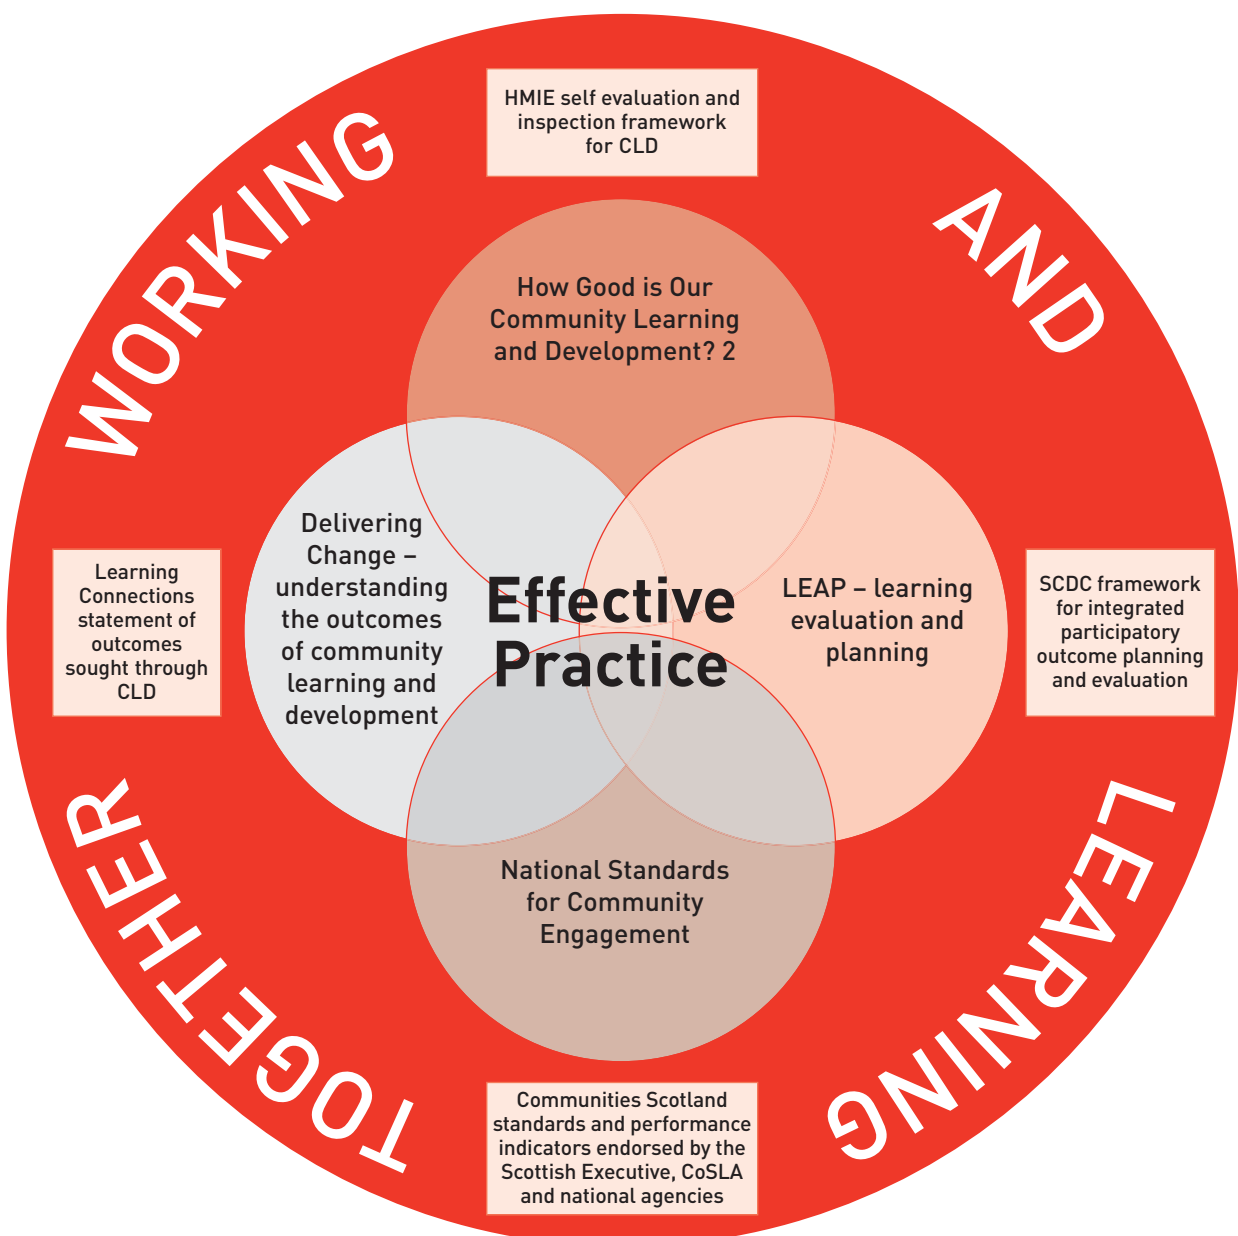 WORKING
AND
LEARNING
TOGETHER
HMIE self evaluation and
inspection framework
for CLD
How Good is Our
Community Learning
and Development? 2
Learning
Connections
statement of
outcomes
sought through
CLD
Delivering
Change –
understanding
the outcomes
of community
learning and
development
Effective
Practice
LEAP – learning
evaluation and
planning
SCDC framework
for integrated
participatory
outcome planning
and evaluation
National Standards
for Community
Engagement
Communities Scotland
standards and performance
indicators endorsed by the
Scottish Executive, CoSLA
and national agencies